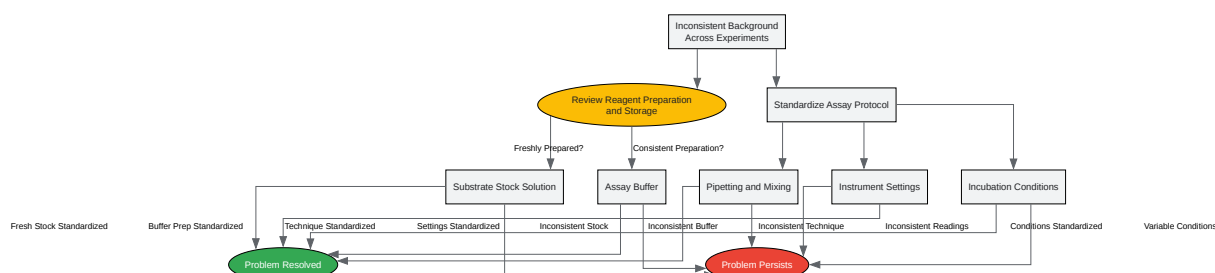 Inconsistent Background
Across Experiments
Review Reagent Preparation
and Storage
Standardize Assay Protocol
Freshly Prepared?
Consistent Preparation?
Substrate Stock Solution
Assay Buffer
Pipetting and Mixing
Instrument Settings
Incubation Conditions
Fresh Stock Standardized
Buffer Prep Standardized
Technique Standardized
Settings Standardized
Inconsistent Stock
Inconsistent Buffer
Inconsistent Technique
Inconsistent Readings
Conditions Standardized
Variable Conditions
Problem Resolved
Problem Persists